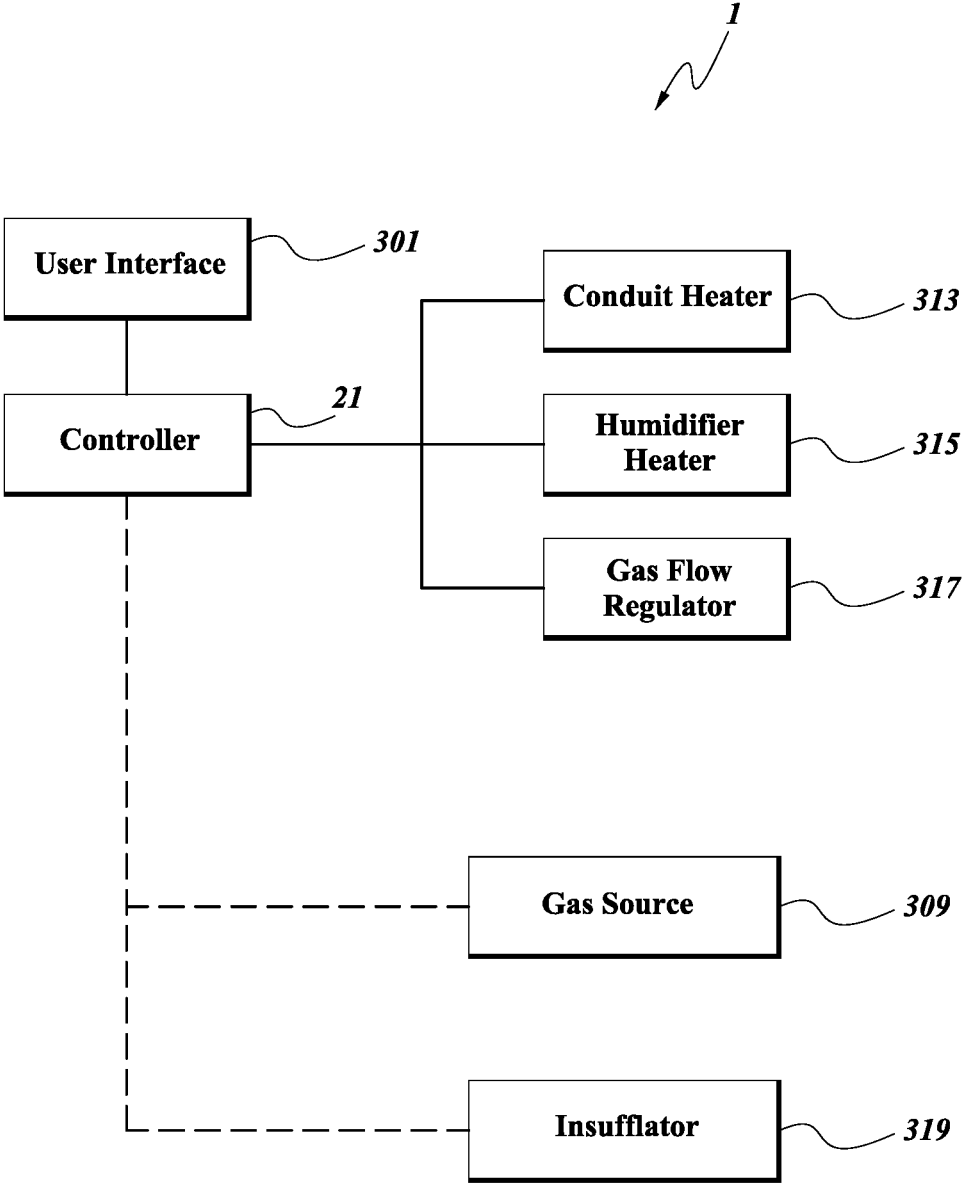 1
User Interface
301
Conduit Heater
313
Controller
21
Humidifier
Heater
315
Gas Flow
Regulator
317
Gas Source
309
Insufflator
319